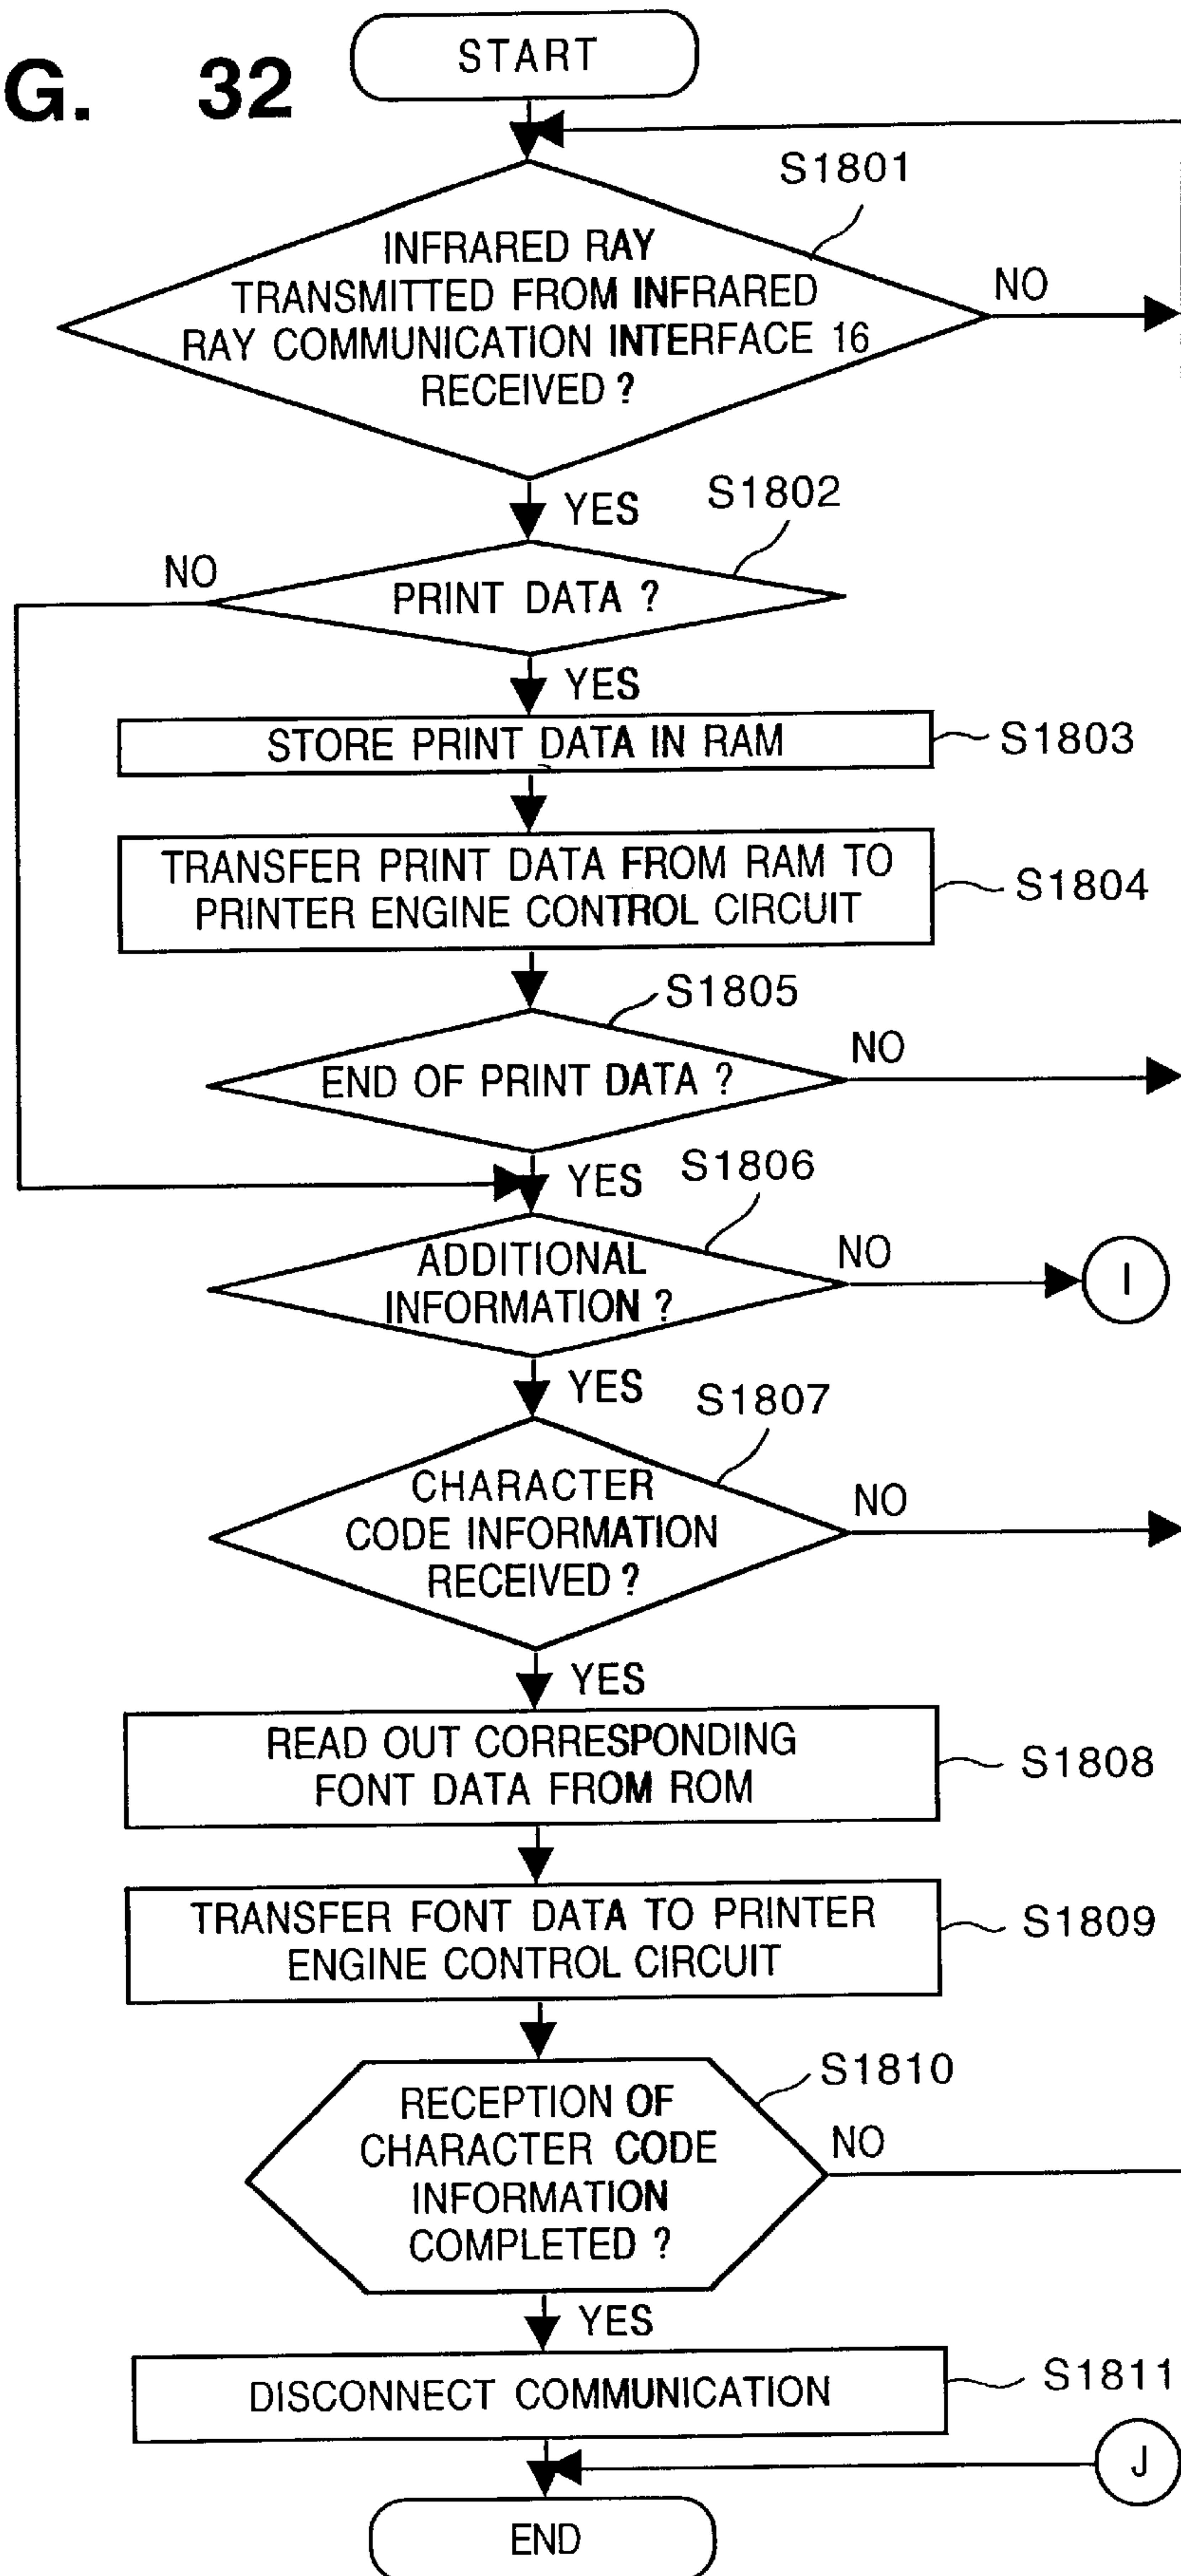 G. 32
START
S1801
INFRARED RAY
TRANSMITTED FROM INFRARED
RAY COMMUNICATION INTERFACE 16
RECEIVED ?
NO
YES
S1802
NO
PRINT DATA ?
YES
STORE PRINT DATA IN RAM
S1803
TRANSFER PRINT DATA FROM RAM TO
PRINTER ENGINE CONTROL CIRCUIT
S1804
S1805
END OF PRINT DATA ?
NO
YES
S1806
ADDITIONAL
INFORMATION ?
NO
I
YES
S1807
CHARACTER
CODE INFORMATION
RECEIVED ?
NO
YES
READ OUT CORRESPONDING
FONT DATA FROM ROM
S1808
TRANSFER FONT DATA TO PRINTER
ENGINE CONTROL CIRCUIT
S1809
S1810
RECEPTION OF
CHARACTER CODE
INFORMATION
COMPLETED ?
NO
YES
DISCONNECT COMMUNICATION
S1811
J
END